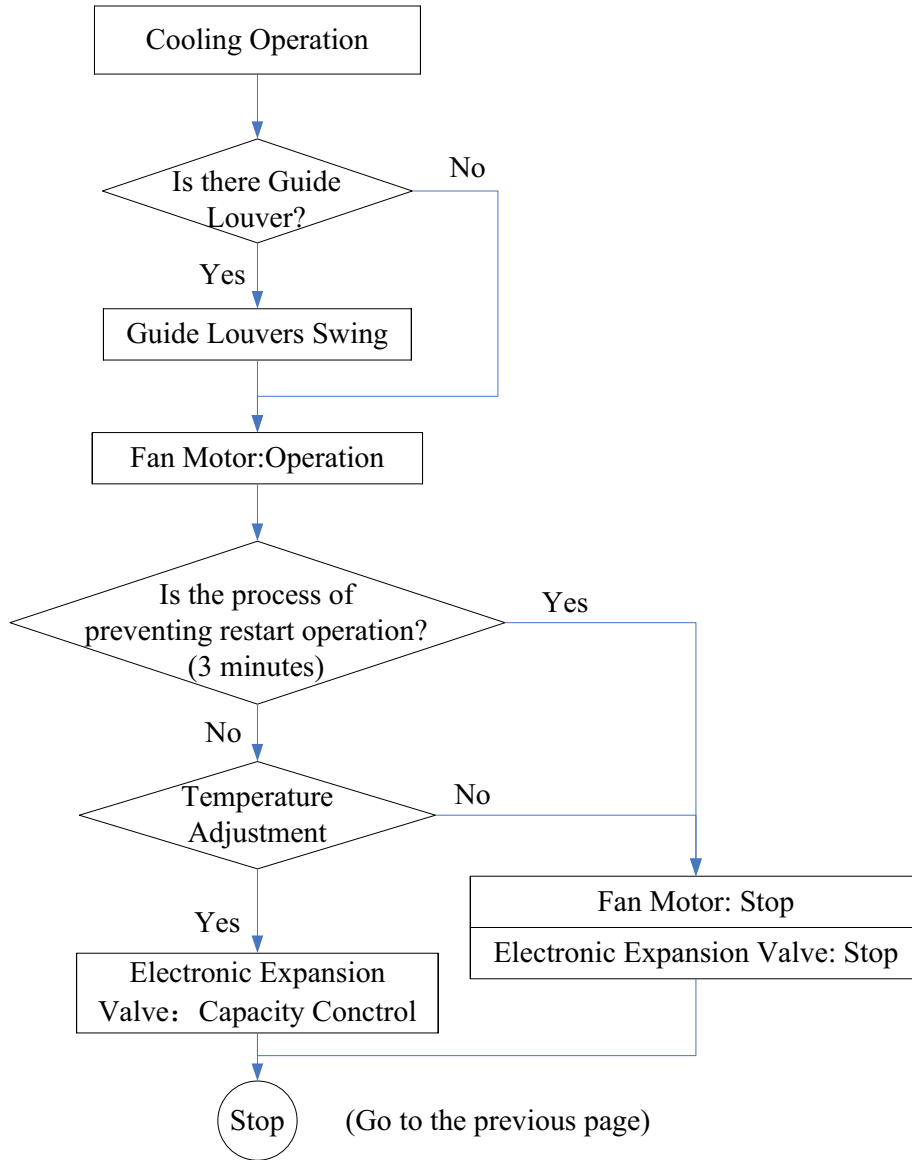 Cooling Operation
Is there Guide
Louver?
No
Yes
Guide Louvers Swing
Fan Motor:Operation
Is the process of
preventing restart operation?
(3 minutes)
Yes
No
Temperature
Adjustment
No
Yes
Fan Motor: Stop
Electronic Expansion Valve: Stop
Electronic Expansion
Valve：Capacity Conctrol
Stop
(Go to the previous page)